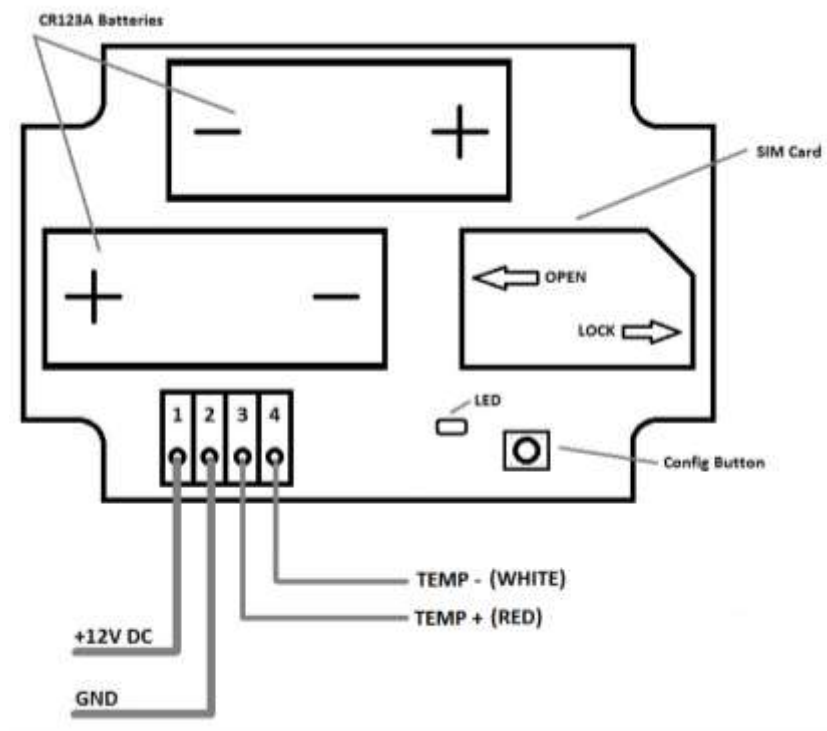 CR123A Batteries
SIM Card
OPEN
LOCK
1 2 3 4
LED
Config Button
TEMP - (WHITE)
TEMP + (RED)
+12V DC
GND